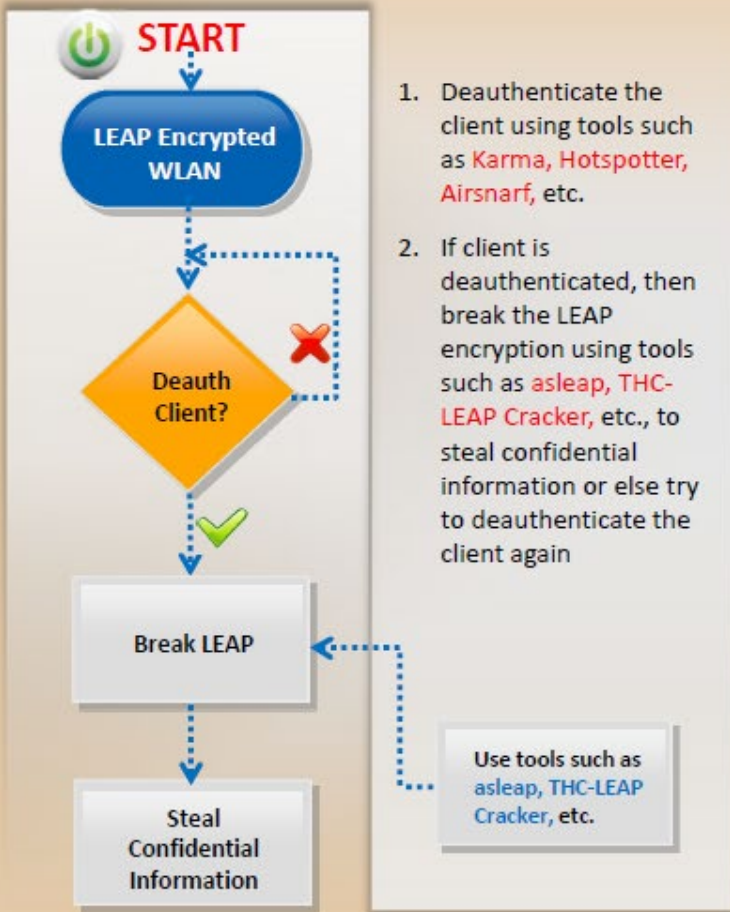 START
LEAP Encrypted
WLAN
Deauth
Client?
Break LEAP
Steal
Confidential
Information
1. Deauthenticate the
client using tools such
as Karma, Hotspotter,
Airsnarf, etc.
2. If client is
deauthenticated, then
break the LEAP
encryption using tools
such as asleap, THC-
LEAP Cracker, etc., to
steal confidential
information or else try
to deauthenticate the
client again
Use tools such as
asleap, THC-LEAP
Cracker, etc.